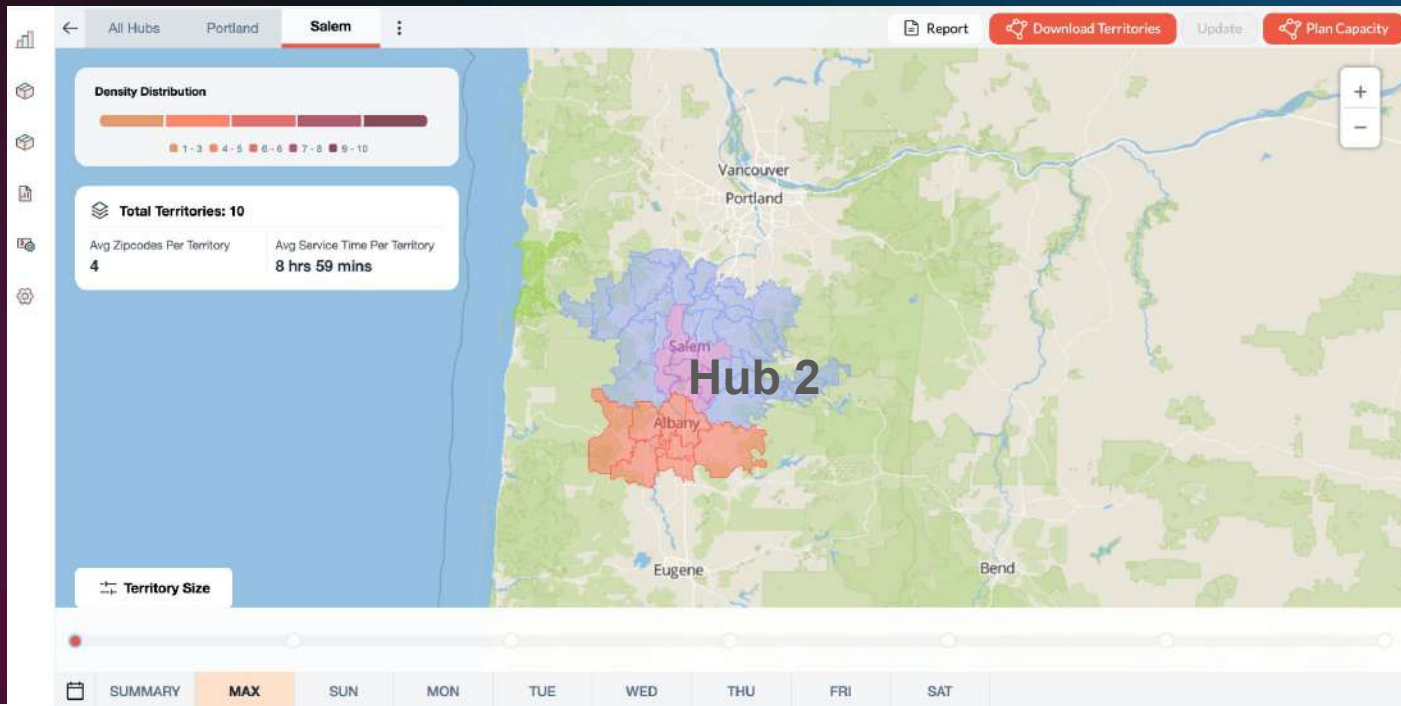 All Hubs Portland Salem Report Download Territories Update Plan Capacity
Density Distribution
1 - 3 4 - 5 6 - 6 7 - 8 9 - 10
Total Territories: 10
Avg Zipcodes Per Territory Avg Service Time Per Territory
4 8 hrs 59 mins
Vancouver
Portland
Salem
Hub 2
Albany
Eugene
Bend
Territory Size
SUMMARY MAX SUN MON TUE WED THU FRI SAT